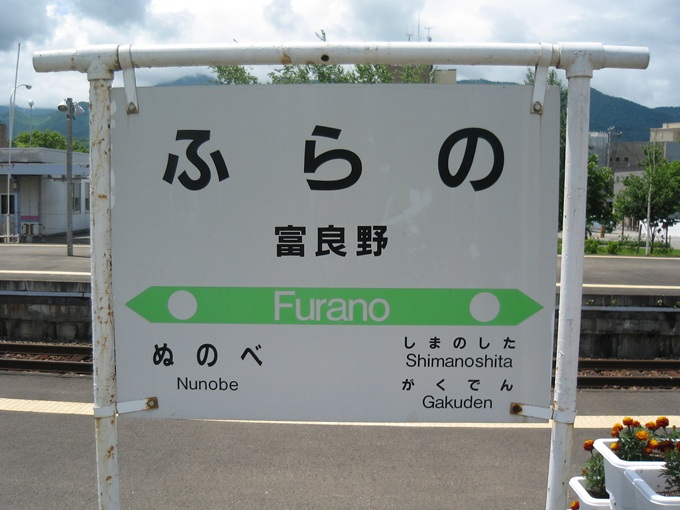 ふらの
富良野
Furano
ぬのべ
Nunobe
しまのした
Shimanoshita
がくでん
Gakuden